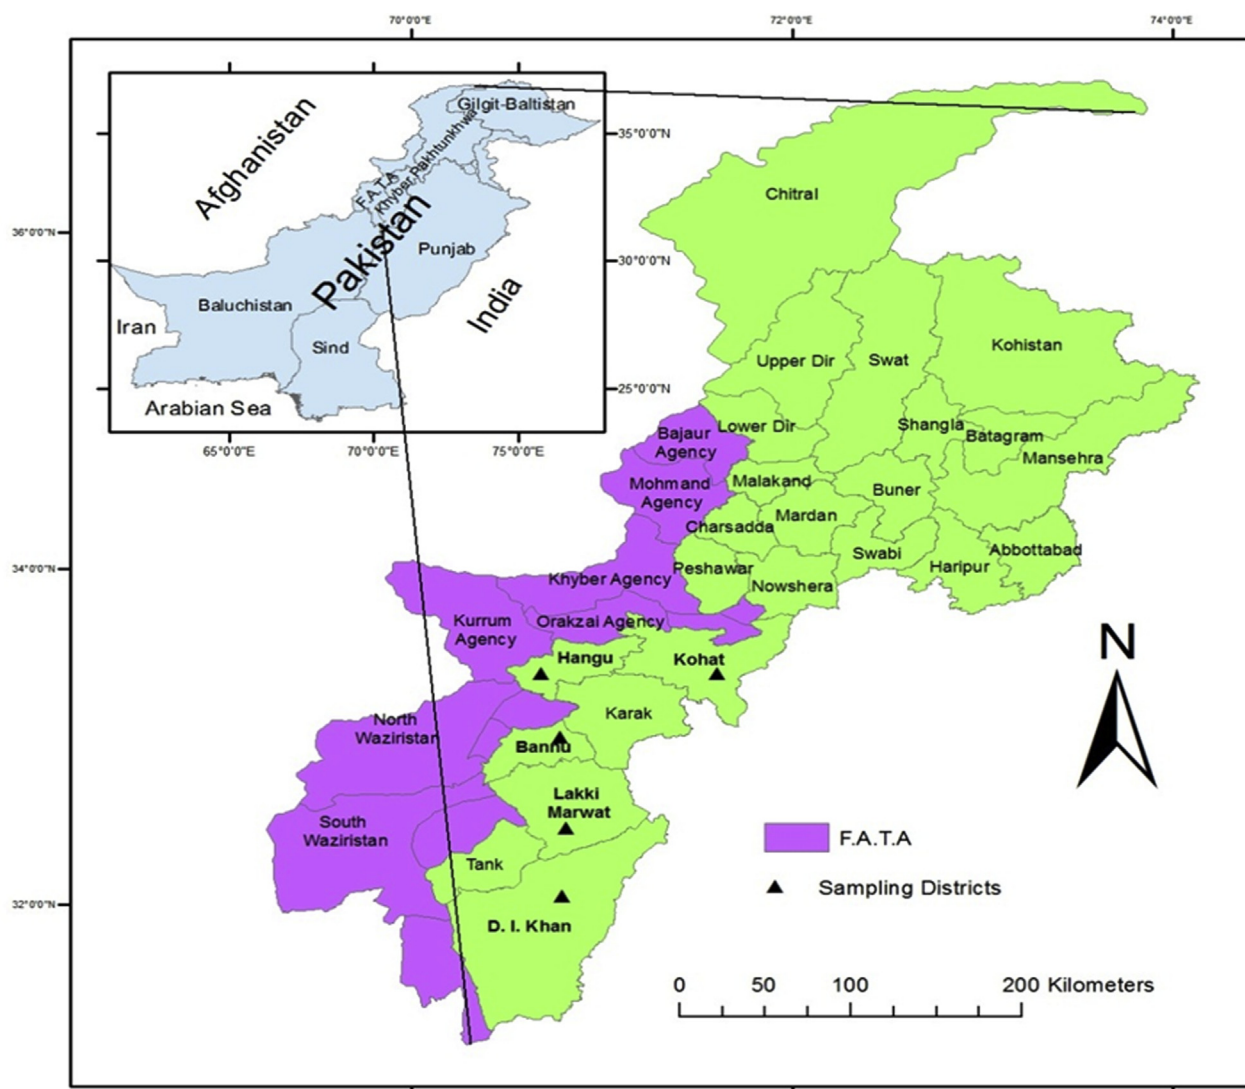 70°0'0"E
72°0'0"E
74°0'0"E
Gilgit-Baltistan
Afghanistan
35°0'0"N
Khyber Pakhtunkhwa
F.A.T.A
Chitral
36°0'0"N
Pakistan
Punjab
30°0'0"N
Baluchistan
India
Iran
Sind
Kohistan
Upper Dir
Swat
25°0'0"N
Arabian Sea
65°0'0"E
70°0'0"E
75°0'0"E
Bajaur
Agency
Lower Dir
Shangla
Batagram
Mansehra
Mohmand
Agency
Malakand
Buner
Charsadda
Mardan
Swabi
Abbottabad
34°0'0"N
Khyber Agency
Peshawar
Nowshera
Haripur
Kurrum
Agency
Orakzai Agency
Hangu
Kohat
N
North
Waziristan
Karak
Bannu
Lakki
Marwat
South
Waziristan
F.A.T.A
Tank
Sampling Districts
32°0'0"N
D. I. Khan
0 50 100 200 Kilometers